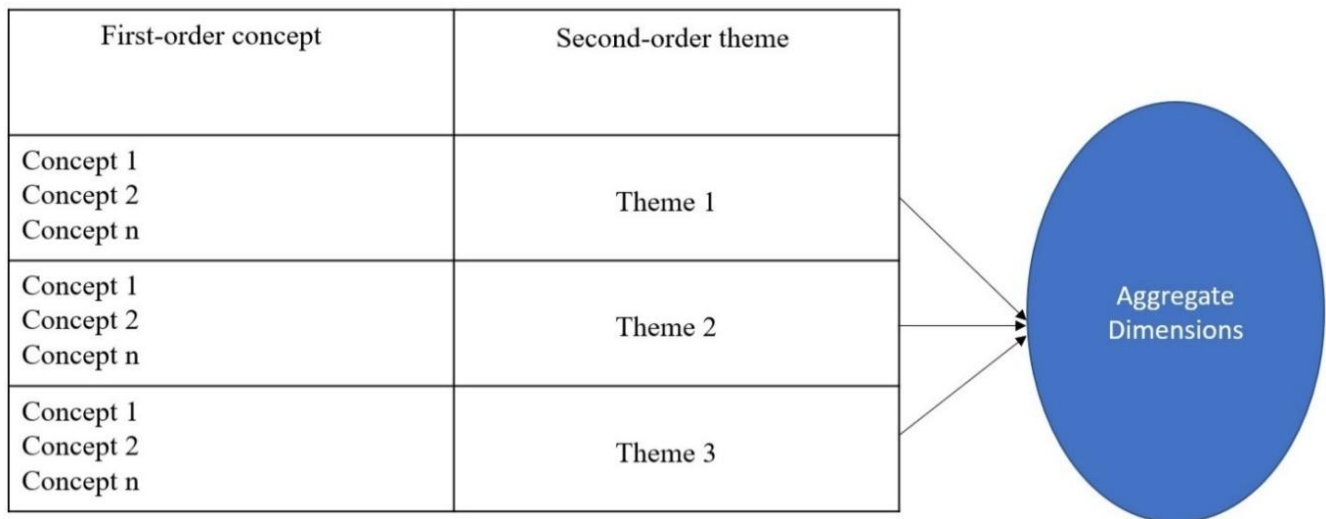 First-order concept
Second-order theme
Concept 1
Concept 2
Concept n
Theme 1
Concept 1
Concept 2
Concept n
Theme 2
Concept 1
Concept 2
Concept n
Theme 3
Aggregate
Dimensions